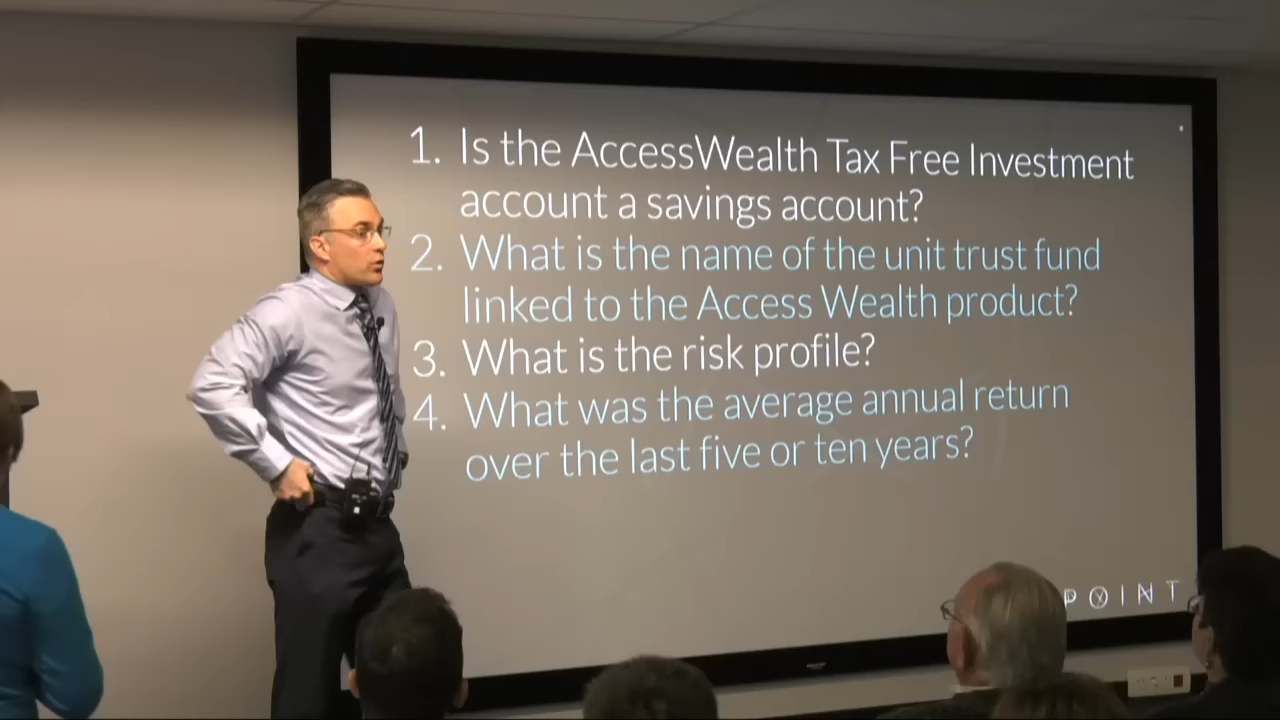 1. Is the AccessWealth Tax Free Investment
account a savings account?
2. What is the name of the unit trust fund
linked to the Access Wealth product?
3. What is the risk profile?
4. What was the average annual return
over the last five or ten years?
POINT